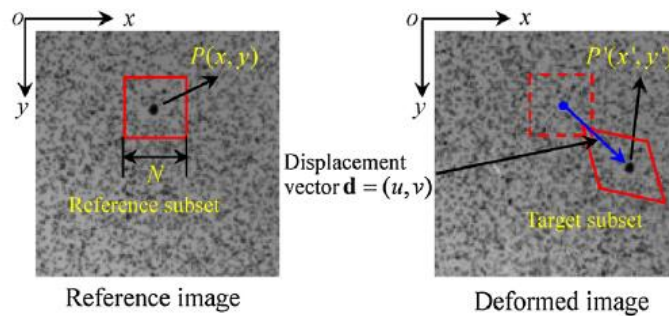 o
x
y
P(x, y)
N
Reference subset
Reference image
Displacement
vector d = (u, v)
o
x
y
P'(x', y')
Target subset
Deformed image